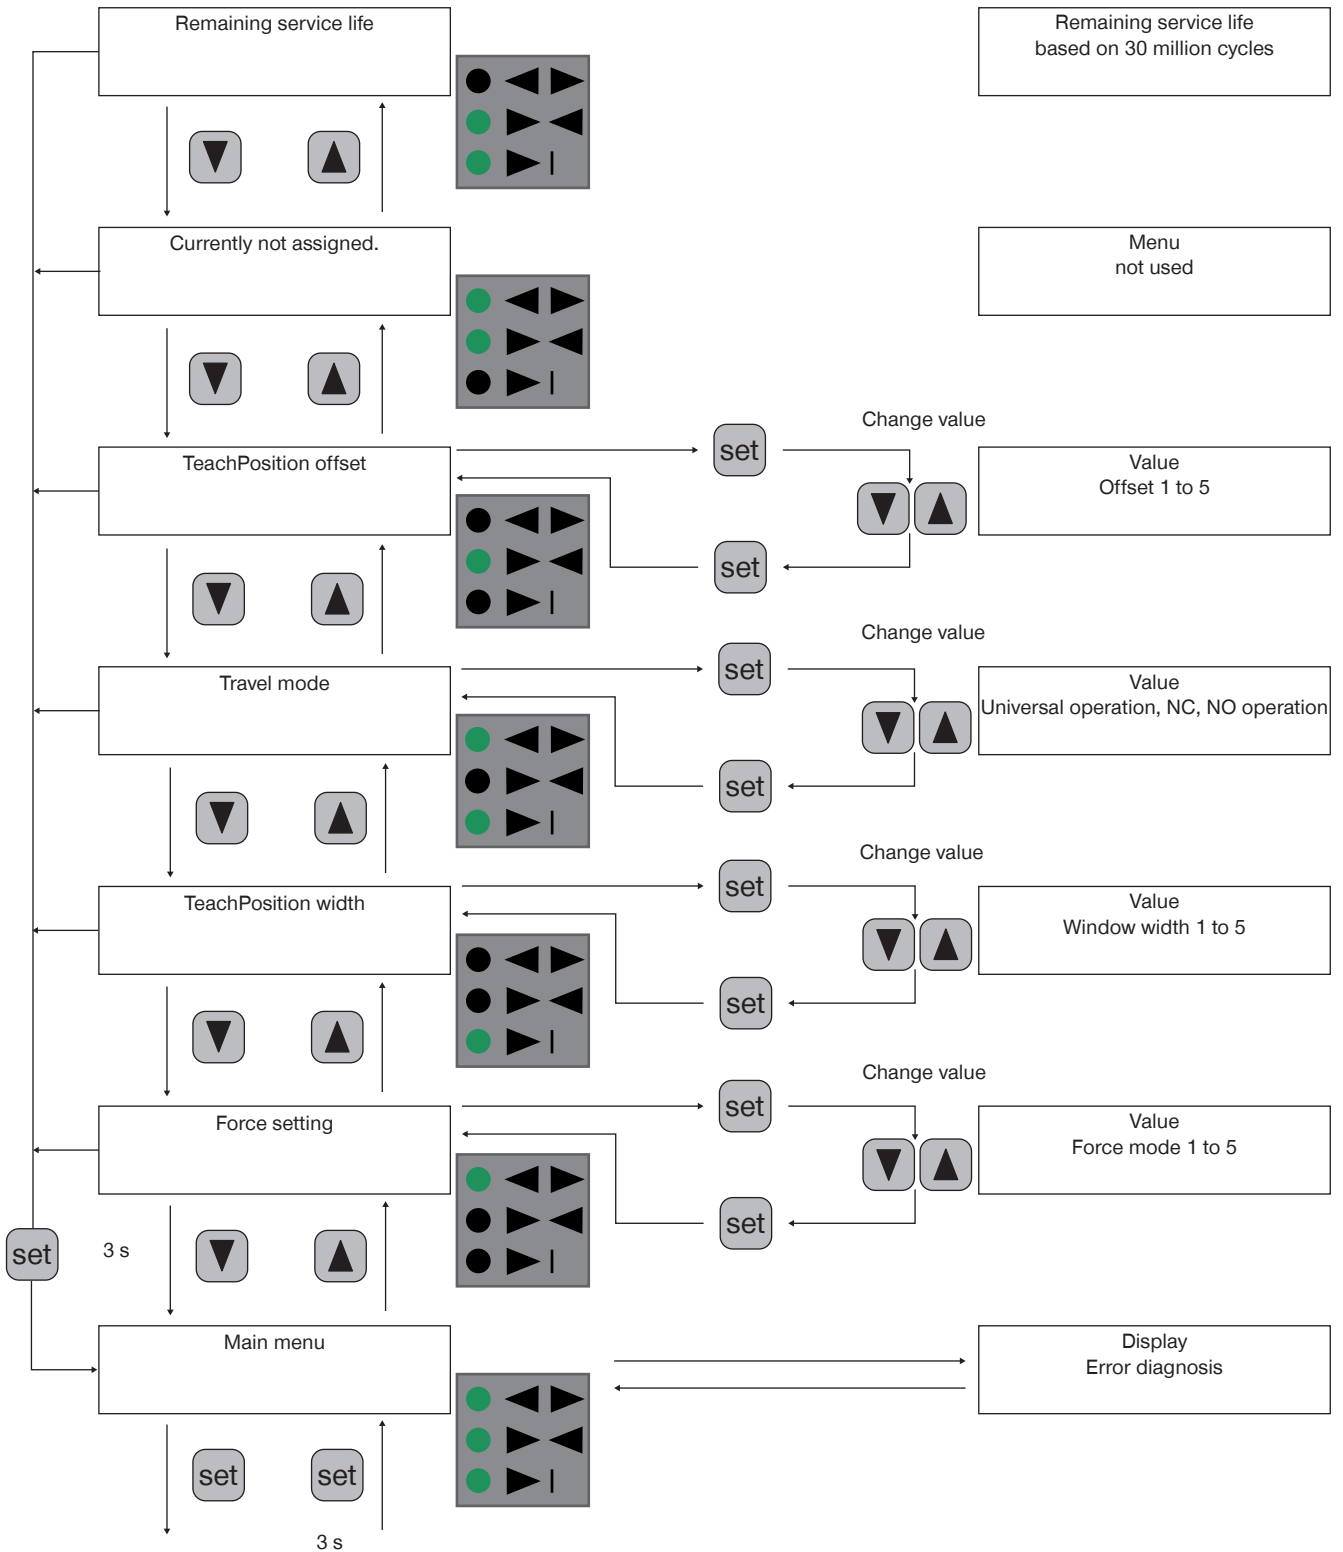 Remaining service life
Remaining service life
based on 30 million cycles
Currently not assigned.
Menu
not used
Change value
TeachPosition offset
set
Value
Offset 1 to 5
set
Change value
Travel mode
set
Value
Universal operation, NC, NO operation
set
Change value
TeachPosition width
set
Value
Window width 1 to 5
set
Change value
Force setting
set
Value
Force mode 1 to 5
set
set
3 s
Main menu
Display
Error diagnosis
set
set
3 s